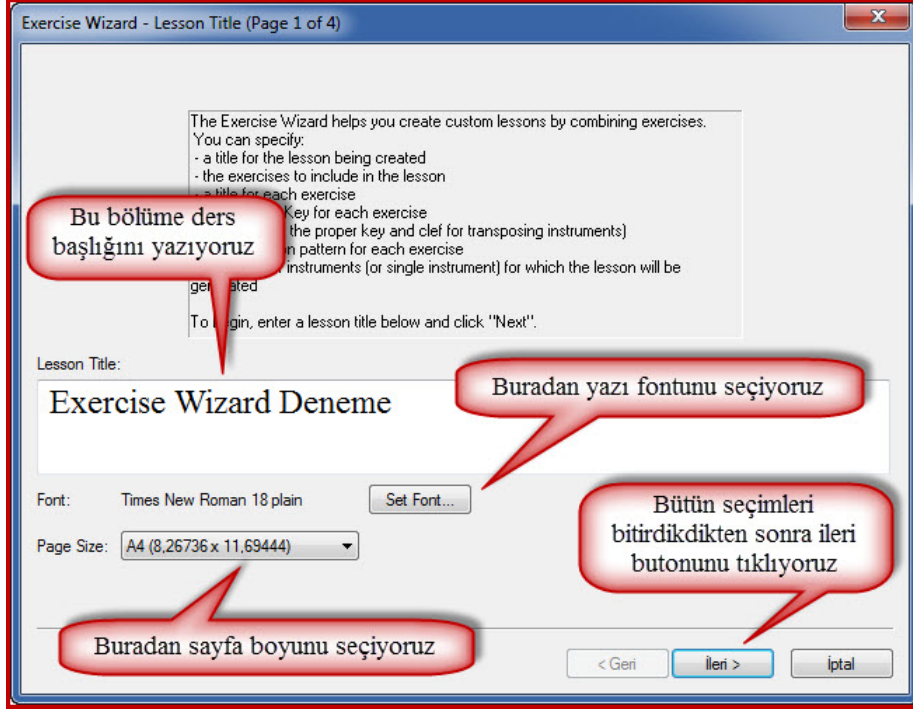 Exercise Wizard - Lesson Title (Page 1 of 4)
The Exercise Wizard helps you create custom lessons by combining exercises.
You can specify:
- a title for the lesson being created
- the exercises to include in the lesson
- a title for each exercise
Key for each exercise
the proper key and clef for transposing instruments)
pattern for each exercise
instruments (or single instrument) for which the lesson will be
To begin, enter a lesson title below and click "Next".
Bu bölüme ders
başlığını yazıyoruz
Lesson Title:
Exercise Wizard Deneme
Buradan yazı fontunu seçiyoruz
Font: Times New Roman 18 plain Set Font...
Page Size: A4 (8,26736 x 11,69444)
Bütün seçimleri
bitirdikdikten sonra ileri
butonunu tıklıyoruz
Buradan sayfa boyunu seçiyoruz
< Geri İleri > İptal